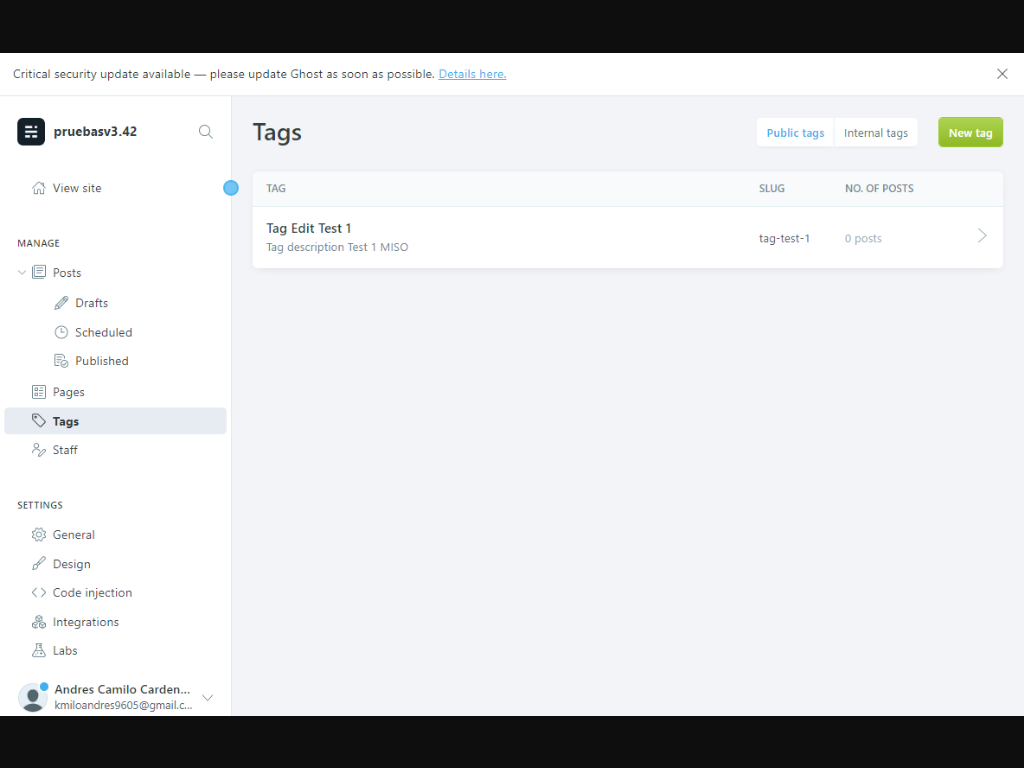 Critical security update available — please update Ghost as soon as possible. Details here.
pruebasv3.42
View site
MANAGE
Posts
Drafts
Scheduled
Published
Pages
Tags
Staff
SETTINGS
General
Design
Code injection
Integrations
Labs
Andres Camilo Carden...
kmiloandres9605@gmail.c...
Tags
Public tags
Internal tags
New tag
TAG SLUG NO. OF POSTS
Tag Edit Test 1
Tag description Test 1 MISO
tag-test-1
0 posts